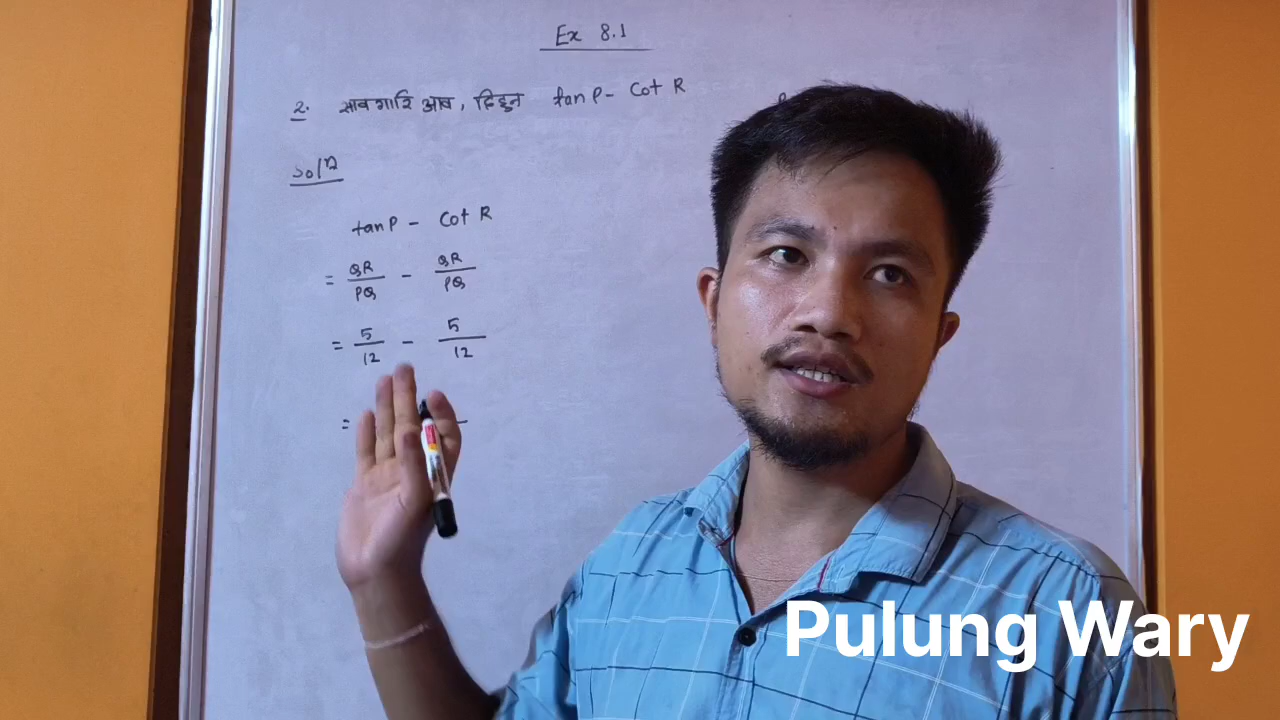 Ex 8.1
2. सावगारि आव, हिहुन tan P - Cot R
Solⁿ
tan P - Cot R
= QR/PQ - QR/PQ
= 5/12 - 5/12
=
Pulung Wary